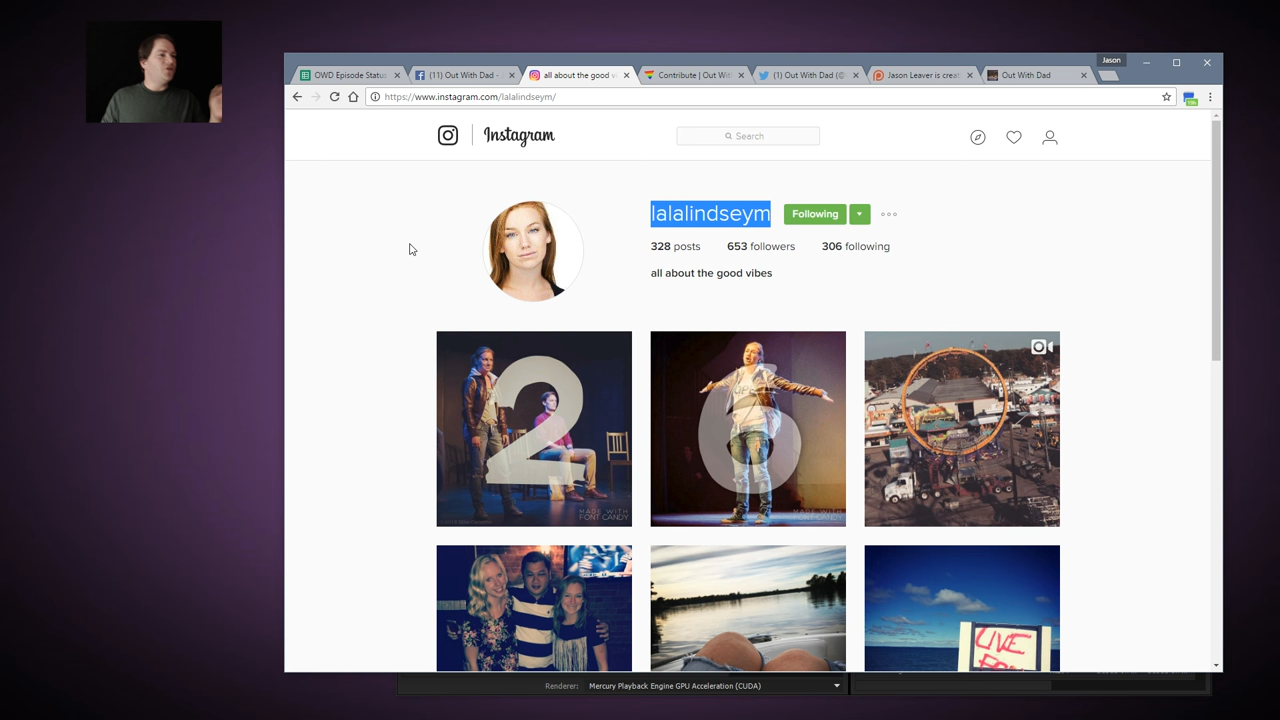 Jason
OWD Episode Status
(11) Out With Dad -
all about the good v
Contribute | Out Wit
(1) Out With Dad (@
Jason Leaver is creat
Out With Dad
https://www.instagram.com/lalalindseym/
Instagram
Search
lalalindseym
Following
328 posts
653 followers
306 following
all about the good vibes
2
6
MADE WITH
FONT CANDY
MADE WITH
FONT CANDY
LIVE
Renderer:
Mercury Playback Engine GPU Acceleration (CUDA)